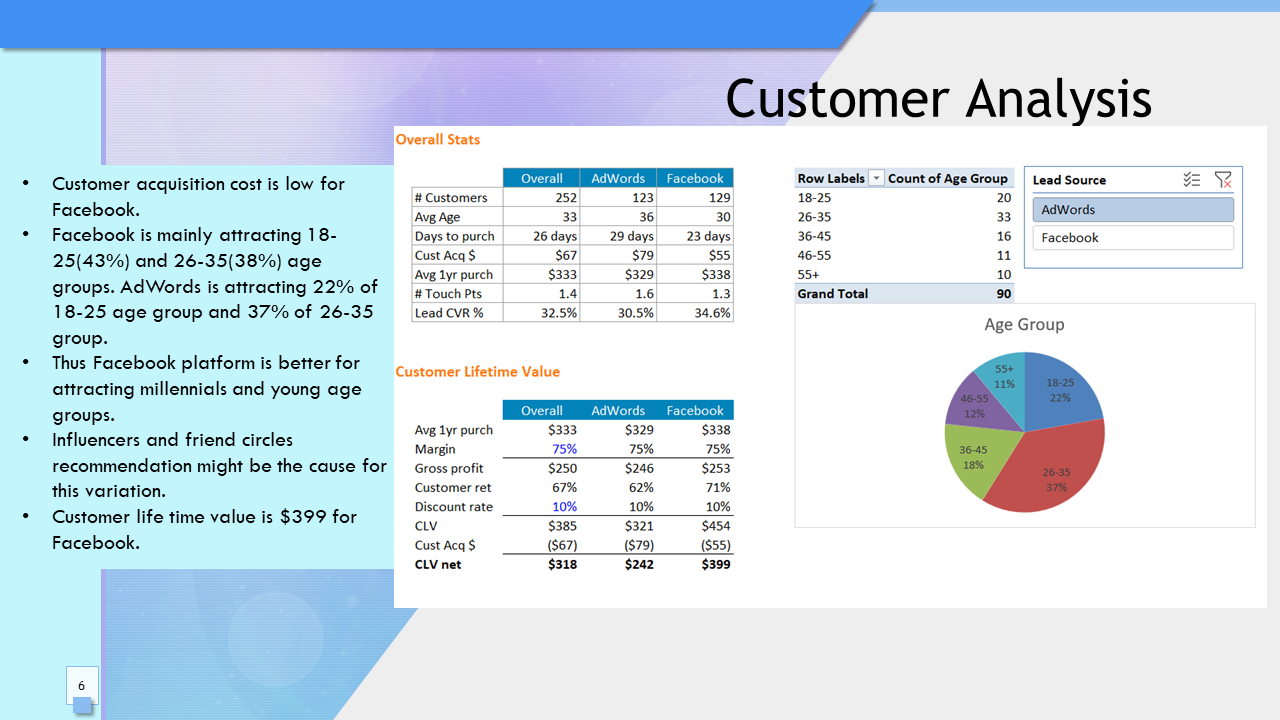 Customer Analysis
• Customer acquisition cost is low for
Facebook.
• Facebook is mainly attracting 18-
25(43%) and 26-35(38%) age
groups. AdWords is attracting 22% of
18-25 age group and 37% of 26-35
group.
• Thus Facebook platform is better for
attracting millennials and young age
groups.
• Influencers and friend circles
recommendation might be the cause for
this variation.
• Customer life time value is $399 for
Facebook.
Overall Stats
Overall AdWords Facebook
# Customers 252 123 129
Avg Age 33 36 30
Days to purch 26 days 29 days 23 days
Cust Acq $ $67 $79 $55
Avg 1yr purch $333 $329 $338
# Touch Pts 1.4 1.6 1.3
Lead CVR % 32.5% 30.5% 34.6%
Customer Lifetime Value
Overall AdWords Facebook
Avg 1yr purch $333 $329 $338
Margin 75% 75% 75%
Gross profit $250 $246 $253
Customer ret 67% 62% 71%
Discount rate 10% 10% 10%
CLV $385 $321 $454
Cust Acq $ ($67) ($79) ($55)
CLV net $318 $242 $399
Row Labels Count of Age Group
18-25 20
26-35 33
36-45 16
46-55 11
55+ 10
Grand Total 90
Lead Source
AdWords
Facebook
Age Group
55+
11%
18-25
22%
46-55
12%
36-45
18%
26-35
37%
6